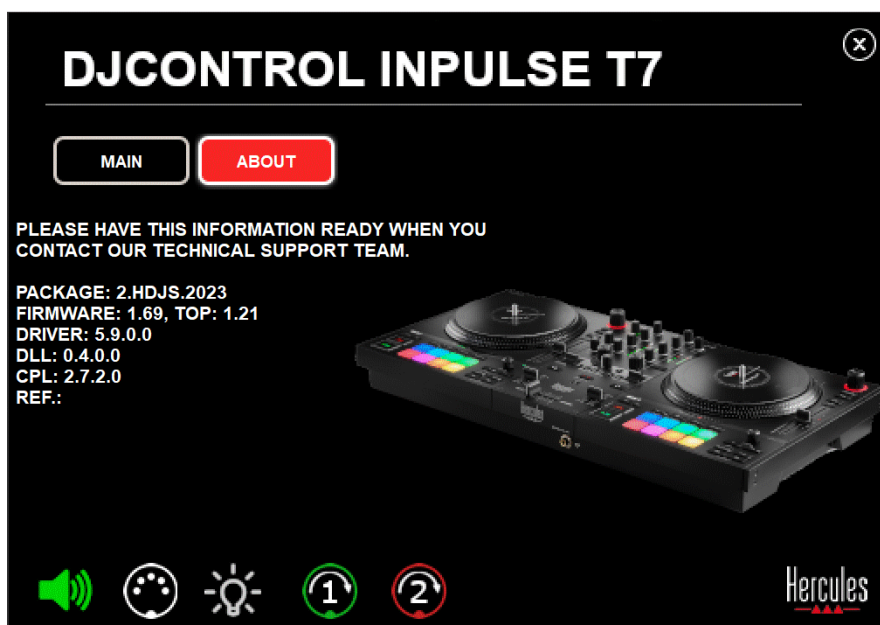 DJCONTROL INPULSE T7
MAIN
ABOUT
PLEASE HAVE THIS INFORMATION READY WHEN YOU
CONTACT OUR TECHNICAL SUPPORT TEAM.
PACKAGE: 2.HDJS.2023
FIRMWARE: 1.69, TOP: 1.21
DRIVER: 5.9.0.0
DLL: 0.4.0.0
CPL: 2.7.2.0
REF.:
1
2
Hercules